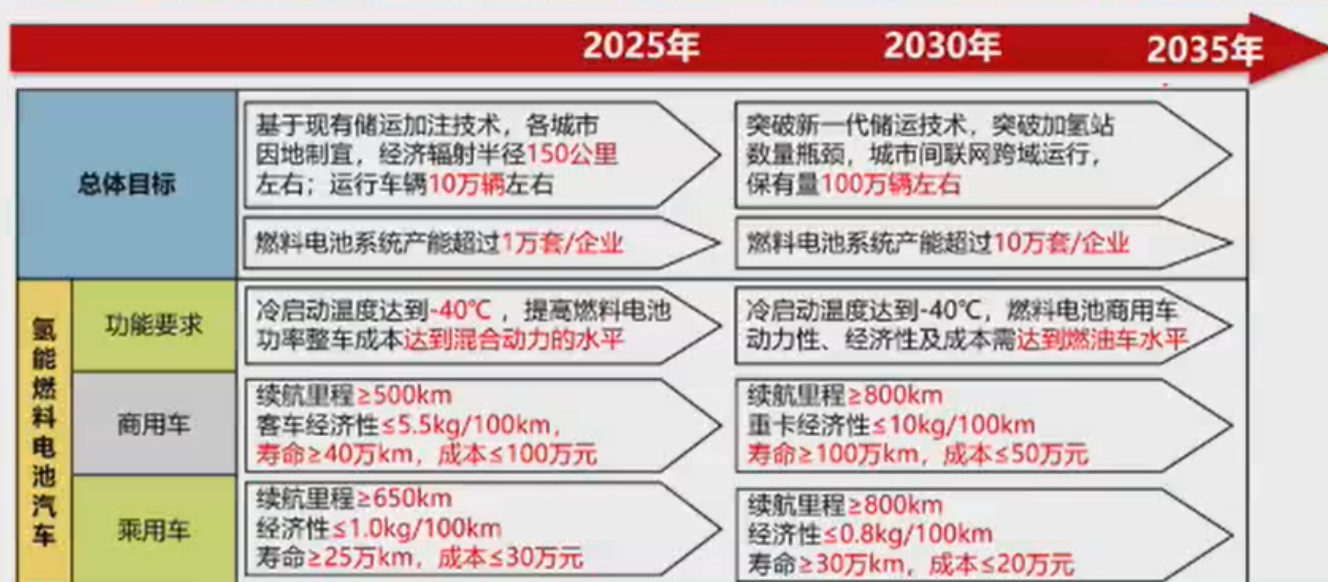 2025年
2030年
2035年
总体目标
基于现有储运加注技术，各城市
因地制宜，经济辐射半径150公里
左右；运行车辆10万辆左右
突破新一代储运技术，突破加氢站
数量瓶颈，城市间联网跨域运行，
保有量100万辆左右
燃料电池系统产能超过1万套/企业
燃料电池系统产能超过10万套/企业
氢能燃料电池汽车
功能要求
冷启动温度达到-40℃ ，提高燃料电池
功率整车成本达到混合动力的水平
冷启动温度达到-40℃，燃料电池商用车
动力性、经济性及成本需达到燃油车水平
商用车
续航里程≥500km
客车经济性≤5.5kg/100km，
寿命≥40万km，成本≤100万元
续航里程≥800km
重卡经济性≤10kg/100km
寿命≥100万km，成本≤50万元
乘用车
续航里程≥650km
经济性≤1.0kg/100km
寿命≥25万km，成本≤30万元
续航里程≥800km
经济性≤0.8kg/100km
寿命≥30万km，成本≤20万元